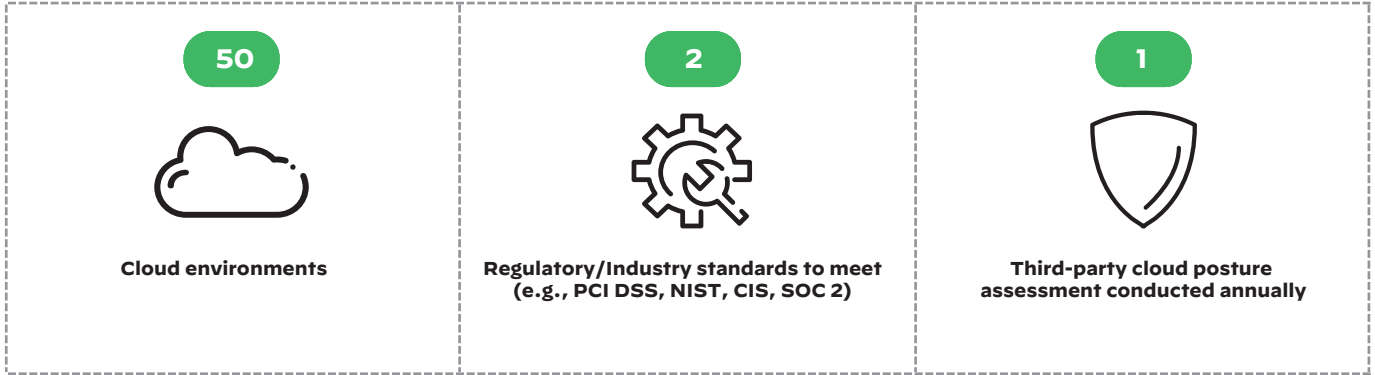 50
Cloud environments
2
Regulatory/Industry standards to meet
(e.g., PCI DSS, NIST, CIS, SOC 2)
1
Third-party cloud posture
assessment conducted annually